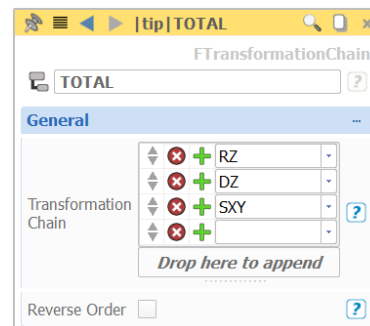 |tip|TOTAL
FTransformationChain
TOTAL
?
General
...
RZ
DZ
Transformation Chain
SXY
?
Drop here to append
Reverse Order
?